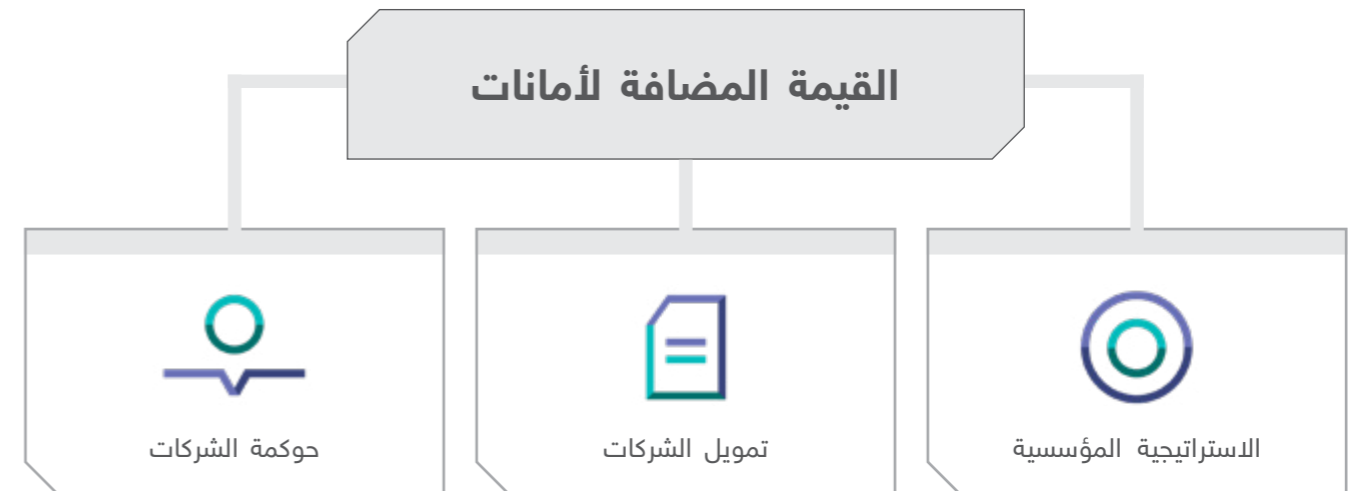 القيمة المضافة لأمانات
الاستراتيجية المؤسسية
تمويل الشركات
حوكمة الشركات